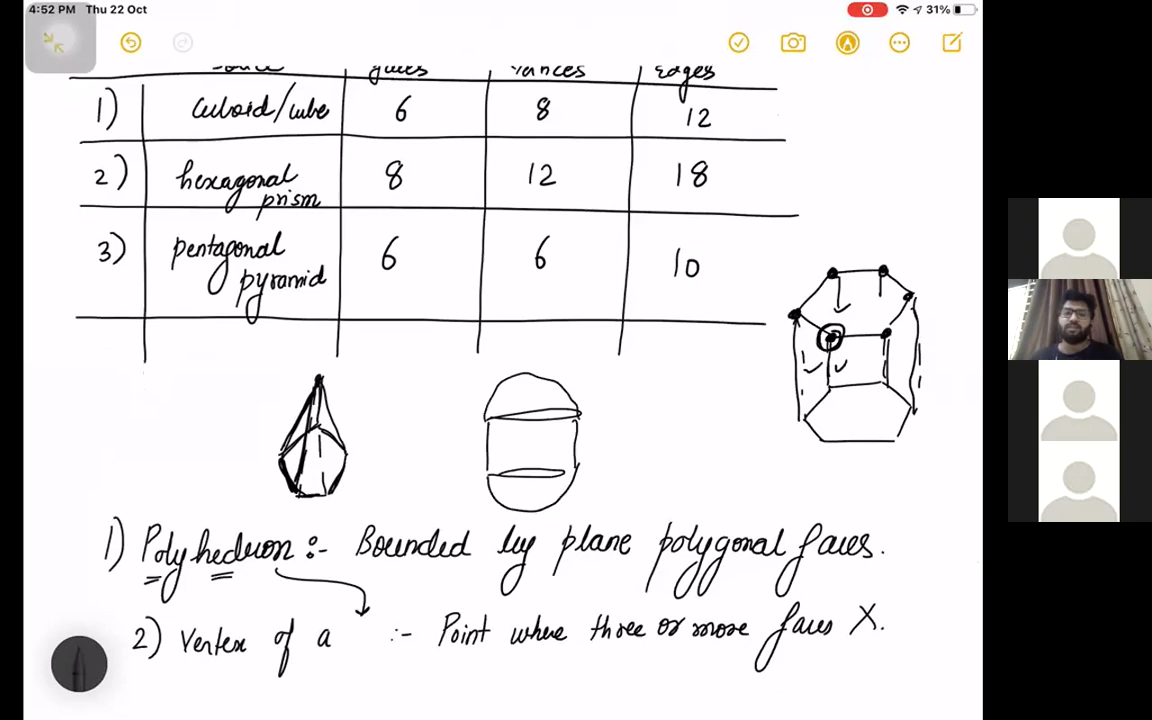 4:52 PM Thu 22 Oct
31%
faces edges
1) cuboid/cube 6 8 12
2) hexagonal prism 8 12 18
3) pentagonal pyramid 6 6 10
1) Polyhedron :- Bounded by plane polygonal faces.
2) Vertex of a :- Point where three or more faces X.